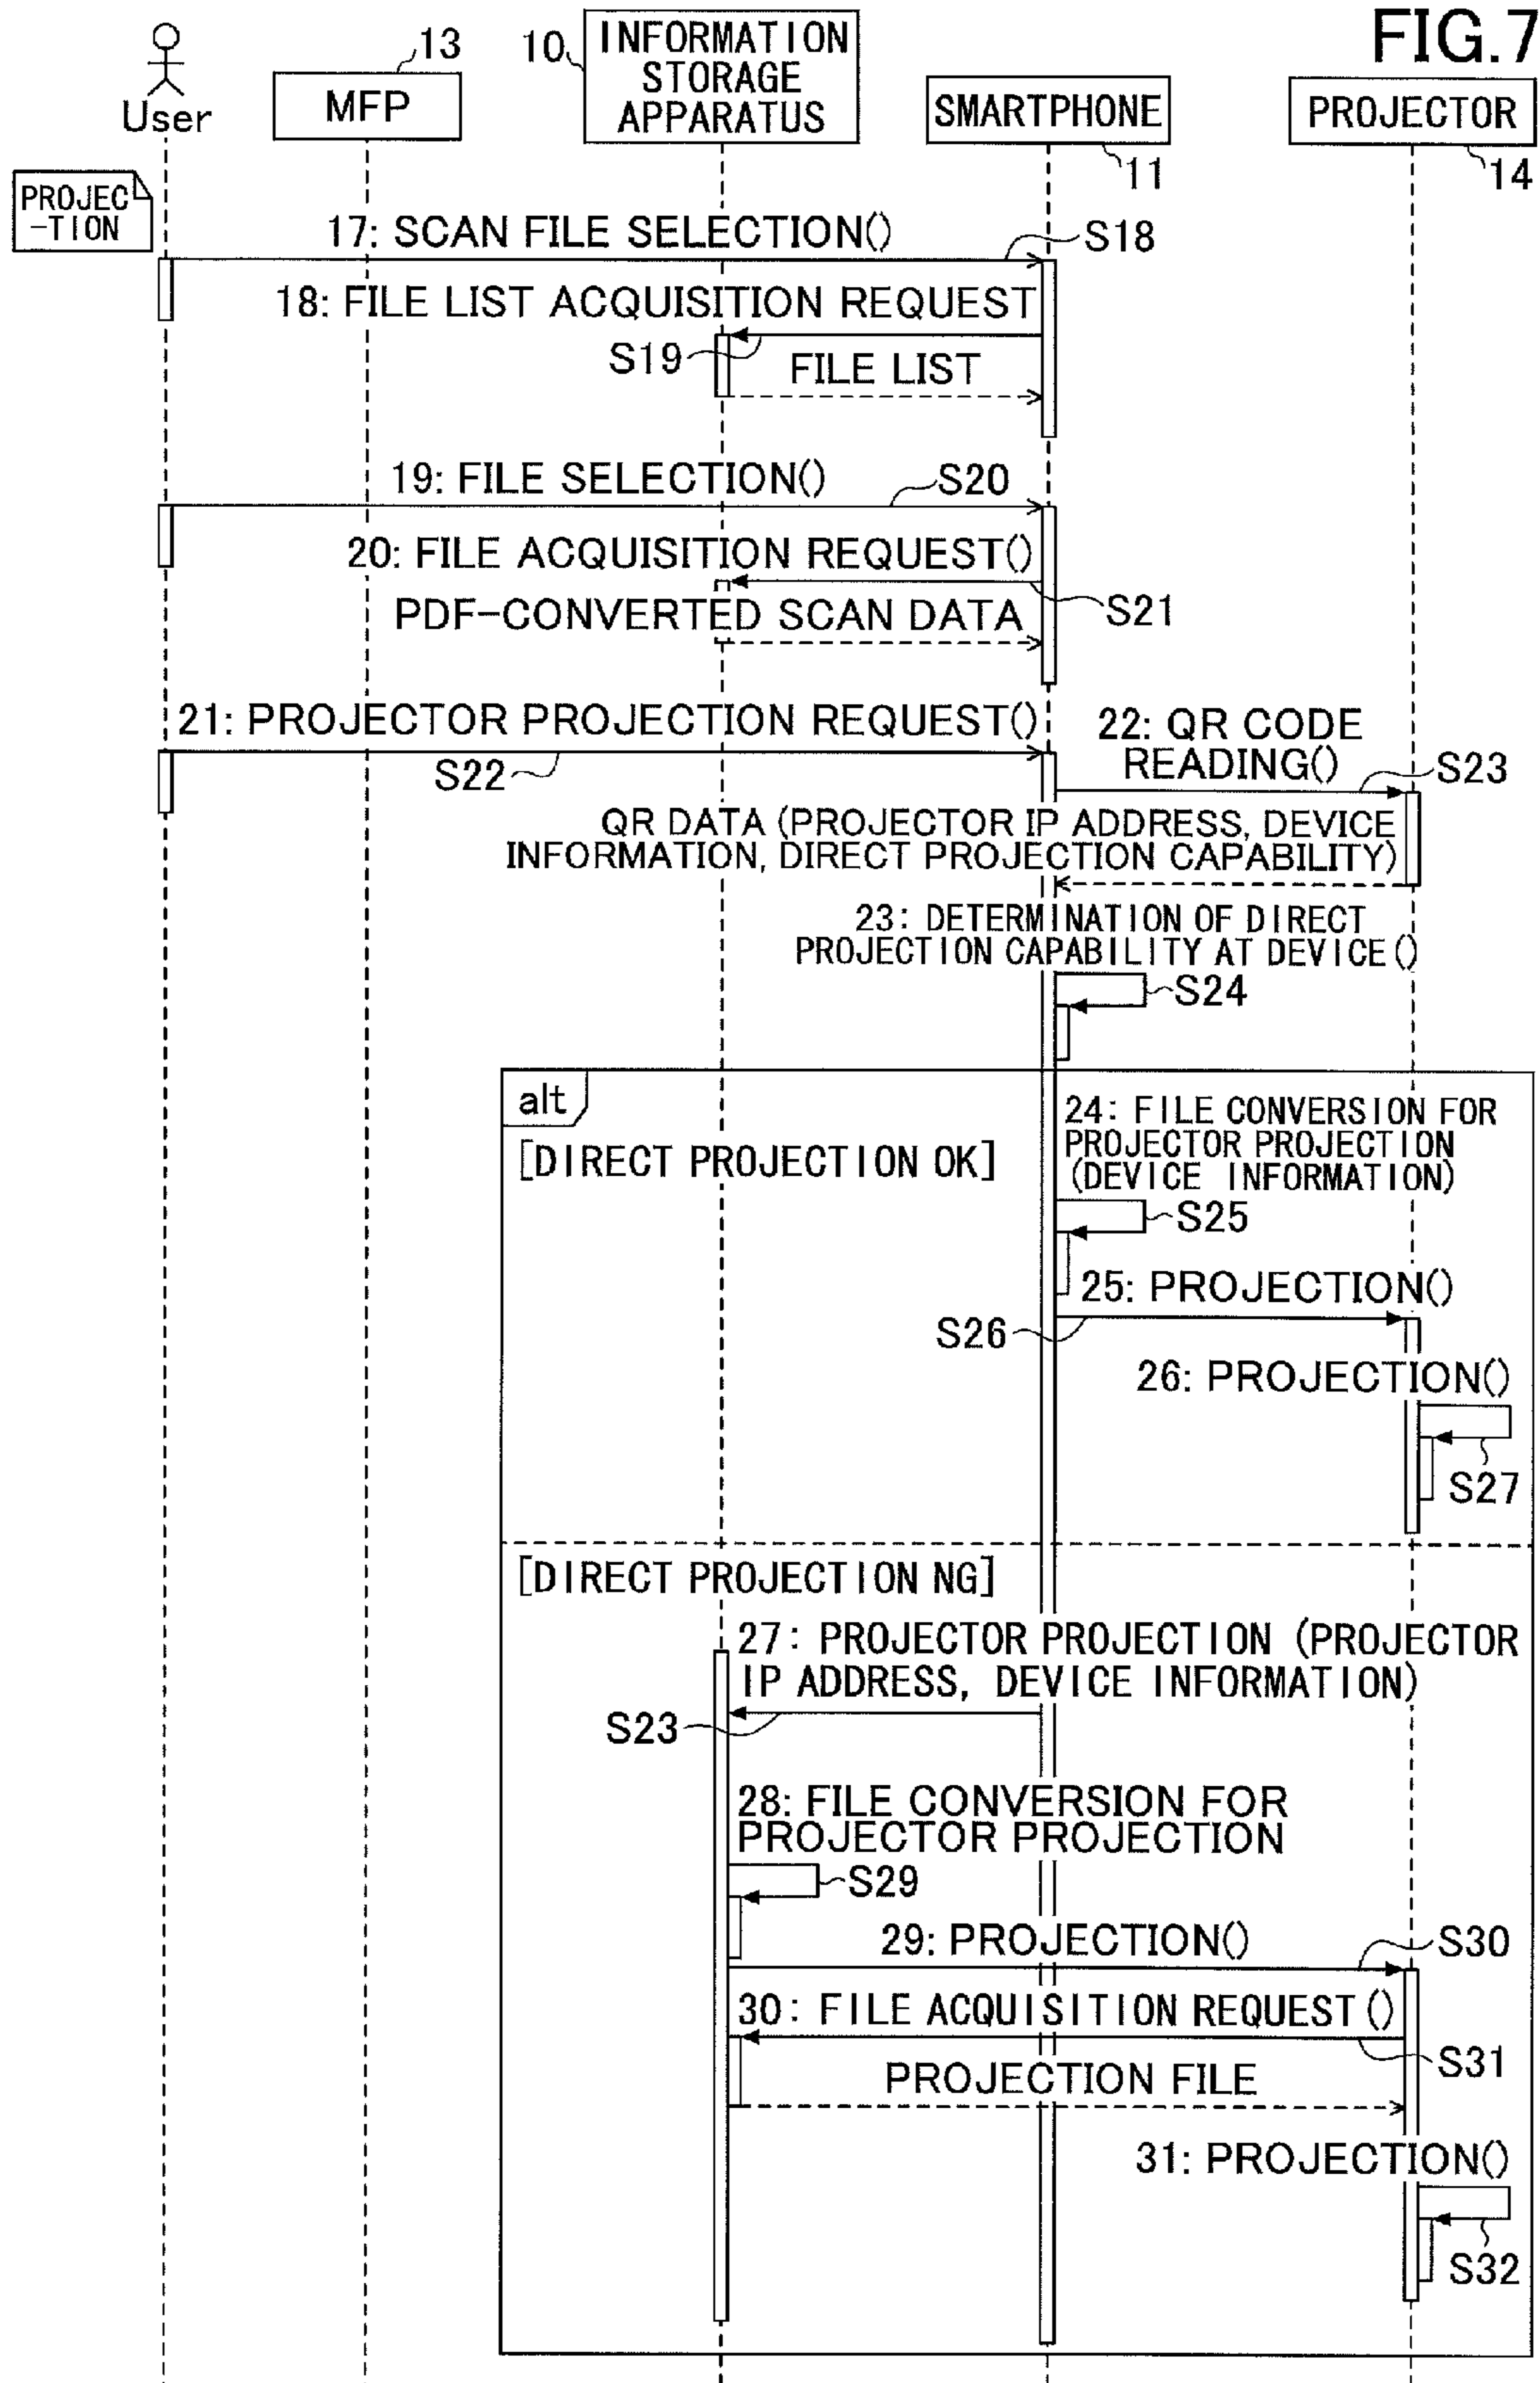 FIG.7
User
13
MFP
10
INFORMATION
STORAGE
APPARATUS
SMARTPHONE
11
PROJECTOR
14
PROJEC
-TION
17: SCAN FILE SELECTION()
S18
18: FILE LIST ACQUISITION REQUEST
S19
FILE LIST
19: FILE SELECTION()
S20
20: FILE ACQUISITION REQUEST()
S21
PDF-CONVERTED SCAN DATA
21: PROJECTOR PROJECTION REQUEST()
S22
22: QR CODE
READING()
S23
QR DATA (PROJECTOR IP ADDRESS, DEVICE
INFORMATION, DIRECT PROJECTION CAPABILITY)
23: DETERMINATION OF DIRECT
PROJECTION CAPABILITY AT DEVICE()
S24
alt
[DIRECT PROJECTION OK]
24: FILE CONVERSION FOR
PROJECTOR PROJECTION
(DEVICE INFORMATION)
S25
25: PROJECTION()
S26
26: PROJECTION()
S27
[DIRECT PROJECTION NG]
27: PROJECTOR PROJECTION (PROJECTOR
IP ADDRESS, DEVICE INFORMATION)
S23
28: FILE CONVERSION FOR
PROJECTOR PROJECTION
S29
29: PROJECTION()
S30
30: FILE ACQUISITION REQUEST()
S31
PROJECTION FILE
31: PROJECTION()
S32